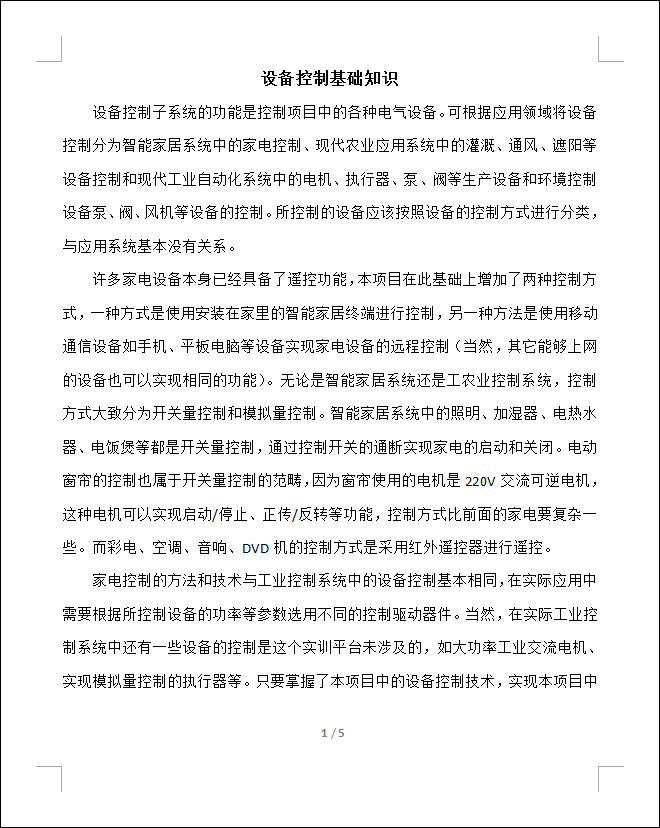 设备控制基础知识
设备控制子系统的功能是控制项目中的各种电气设备。可根据应用领域将设备
控制分为智能家居系统中的家电控制、现代农业应用系统中的灌溉、通风、遮阳等
设备控制和现代工业自动化系统中的电机、执行器、泵、阀等生产设备和环境控制
设备泵、阀、风机等设备的控制。所控制的设备应该按照设备的控制方式进行分类，
与应用系统基本没有关系。
许多家电设备本身已经具备了遥控功能，本项目在此基础上增加了两种控制方
式，一种方式是使用安装在家里的智能家居终端进行控制，另一种方法是使用移动
通信设备如手机、平板电脑等设备实现家电设备的远程控制（当然，其它能够上网
的设备也可以实现相同的功能）。无论是智能家居系统还是工农业控制系统，控制
方式大致分为开关量控制和模拟量控制。智能家居系统中的照明、加湿器、电热水
器、电饭煲等都是开关量控制，通过控制开关的通断实现家电的启动和关闭。电动
窗帘的控制也属于开关量控制的范畴，因为窗帘使用的电机是 220V 交流可逆电机，
这种电机可以实现启动/停止、正传/反转等功能，控制方式比前面的家电要复杂一
些。而彩电、空调、音响、DVD 机的控制方式是采用红外遥控器进行遥控。
家电控制的方法和技术与工业控制系统中的设备控制基本相同，在实际应用中
需要根据所控制设备的功率等参数选用不同的控制驱动器件。当然，在实际工业控
制系统中还有一些设备的控制是这个实训平台未涉及的，如大功率工业交流电机、
实现模拟量控制的执行器等。只要掌握了本项目中的设备控制技术，实现本项目中
1 / 5